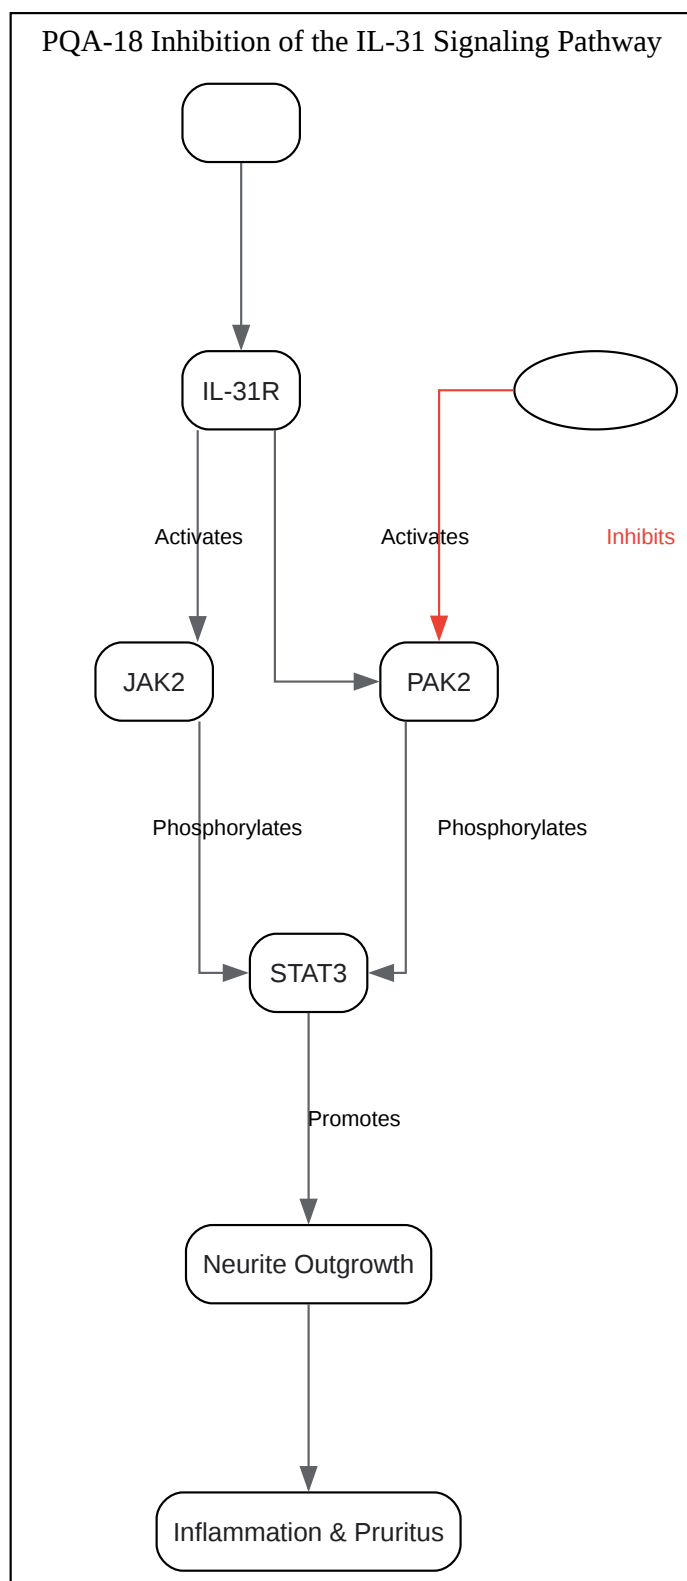 PQA-18 Inhibition of the IL-31 Signaling Pathway
IL-31R
Activates
Activates
Inhibits
JAK2
PAK2
Phosphorylates
Phosphorylates
STAT3
Promotes
Neurite Outgrowth
Inflammation & Pruritus